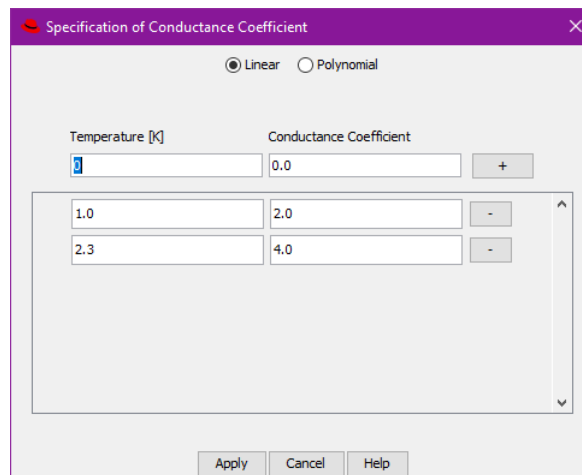 Specification of Conductance Coefficient
Linear Polynomial
Temperature [K] Conductance Coefficient
0 0.0 +
1.0 2.0 -
2.3 4.0 -
Apply Cancel Help